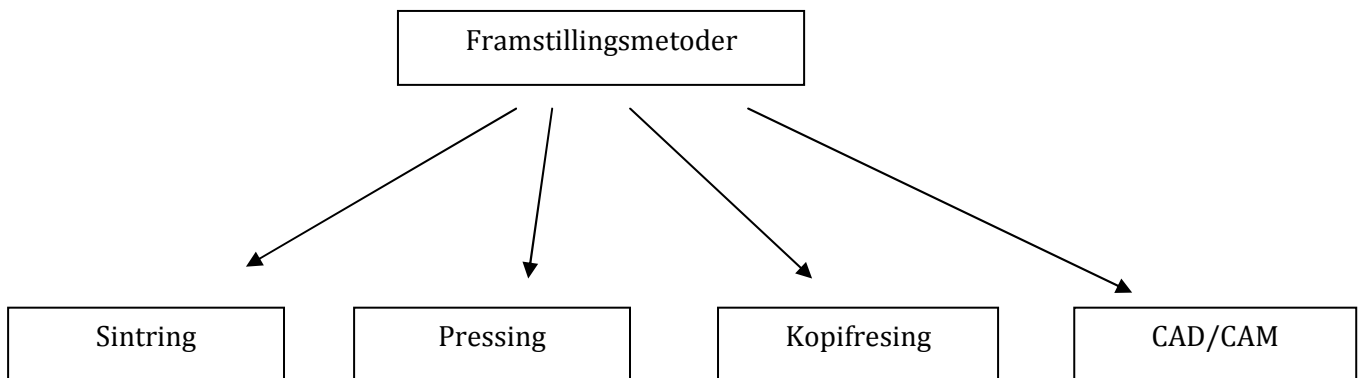 Framstillingsmetoder
Sintring
Pressing
Kopifresing
CAD/CAM